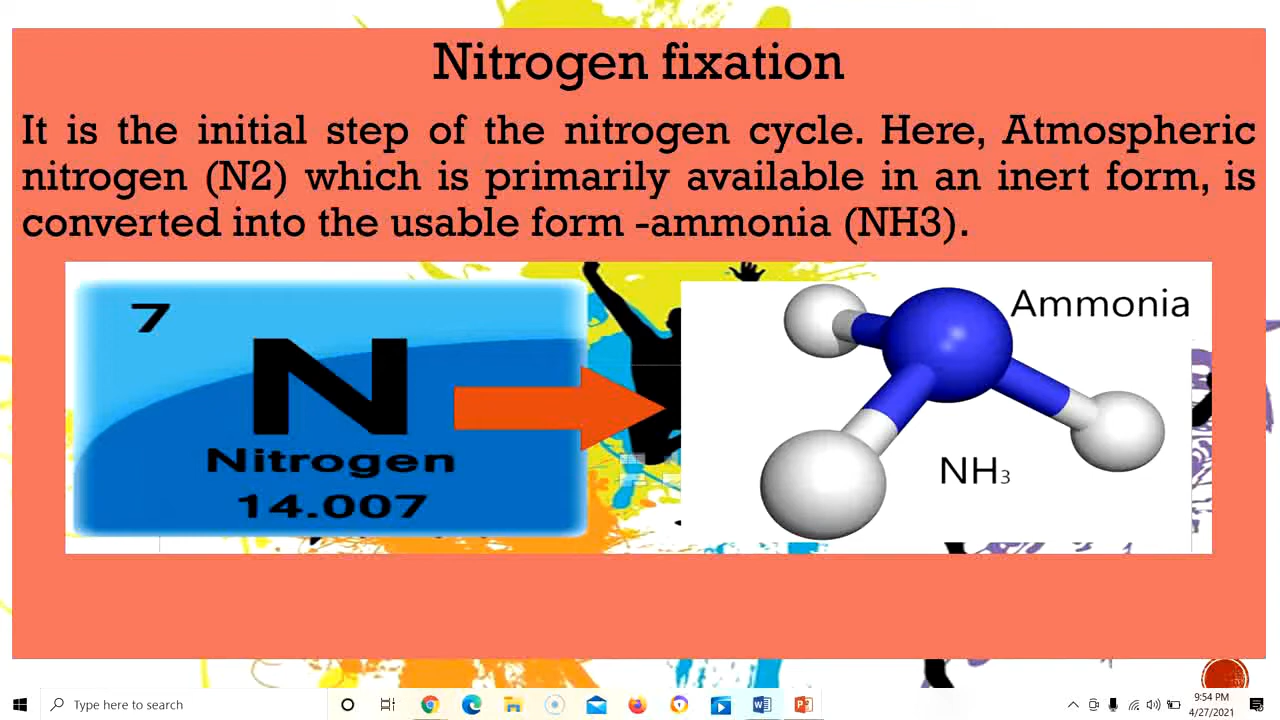 Nitrogen fixation
It is the initial step of the nitrogen cycle. Here, Atmospheric
nitrogen (N2) which is primarily available in an inert form, is
converted into the usable form -ammonia (NH3).
7
N
Nitrogen
14.007
Ammonia
NH₃
Type here to search
9:54 PM
4/27/2021